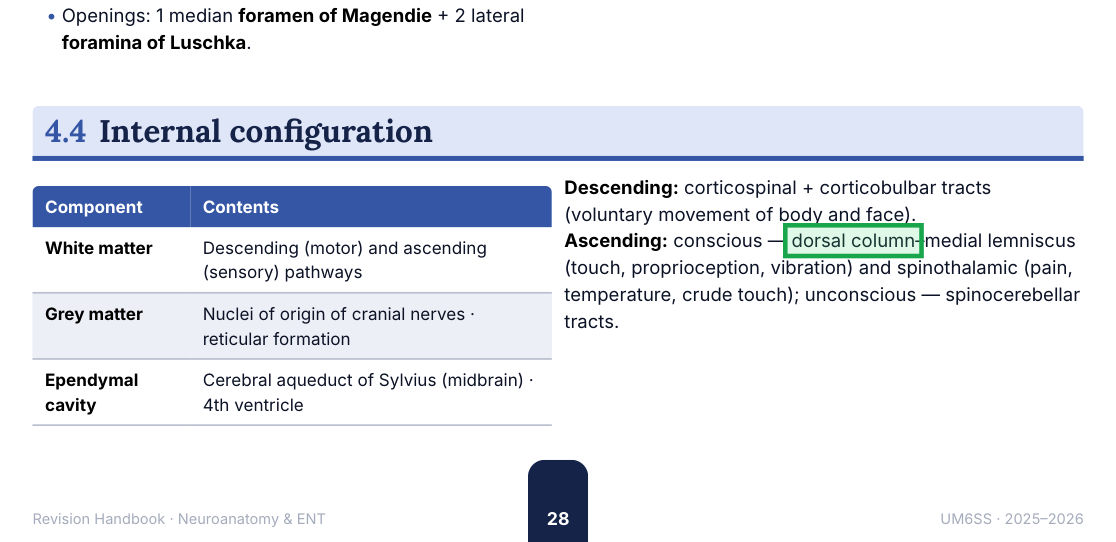 • Openings: 1 median foramen of Magendie + 2 lateral
foramina of Luschka.
4.4 Internal configuration
Component Contents
White matter Descending (motor) and ascending
(sensory) pathways
Grey matter Nuclei of origin of cranial nerves ·
reticular formation
Ependymal Cerebral aqueduct of Sylvius (midbrain) ·
cavity 4th ventricle
Descending: corticospinal + corticobulbar tracts
(voluntary movement of body and face).
Ascending: conscious — dorsal column–medial lemniscus
(touch, proprioception, vibration) and spinothalamic (pain,
temperature, crude touch); unconscious — spinocerebellar
tracts.
Revision Handbook · Neuroanatomy & ENT
28
UM6SS · 2025–2026